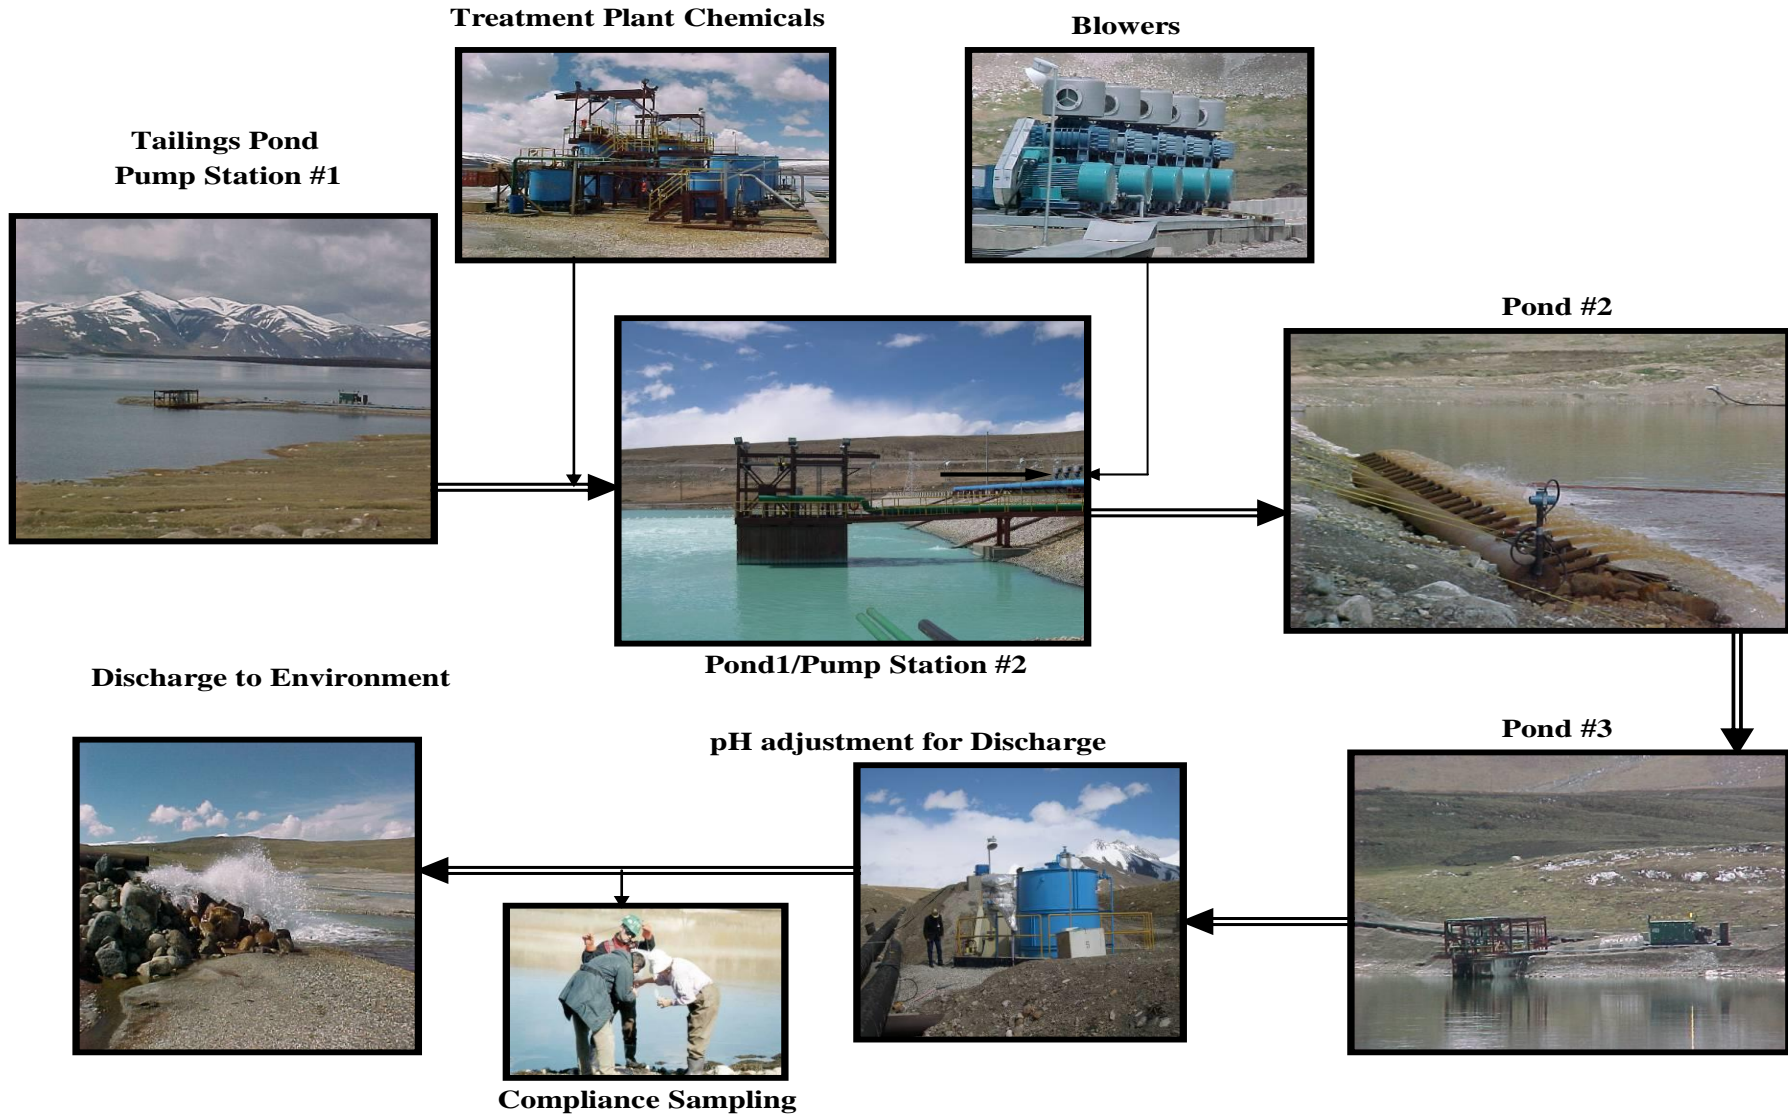 Treatment Plant Chemicals
Blowers
Tailings Pond
Pump Station #1
Pond #2
Pond1/Pump Station #2
Discharge to Environment
pH adjustment for Discharge
Pond #3
Compliance Sampling